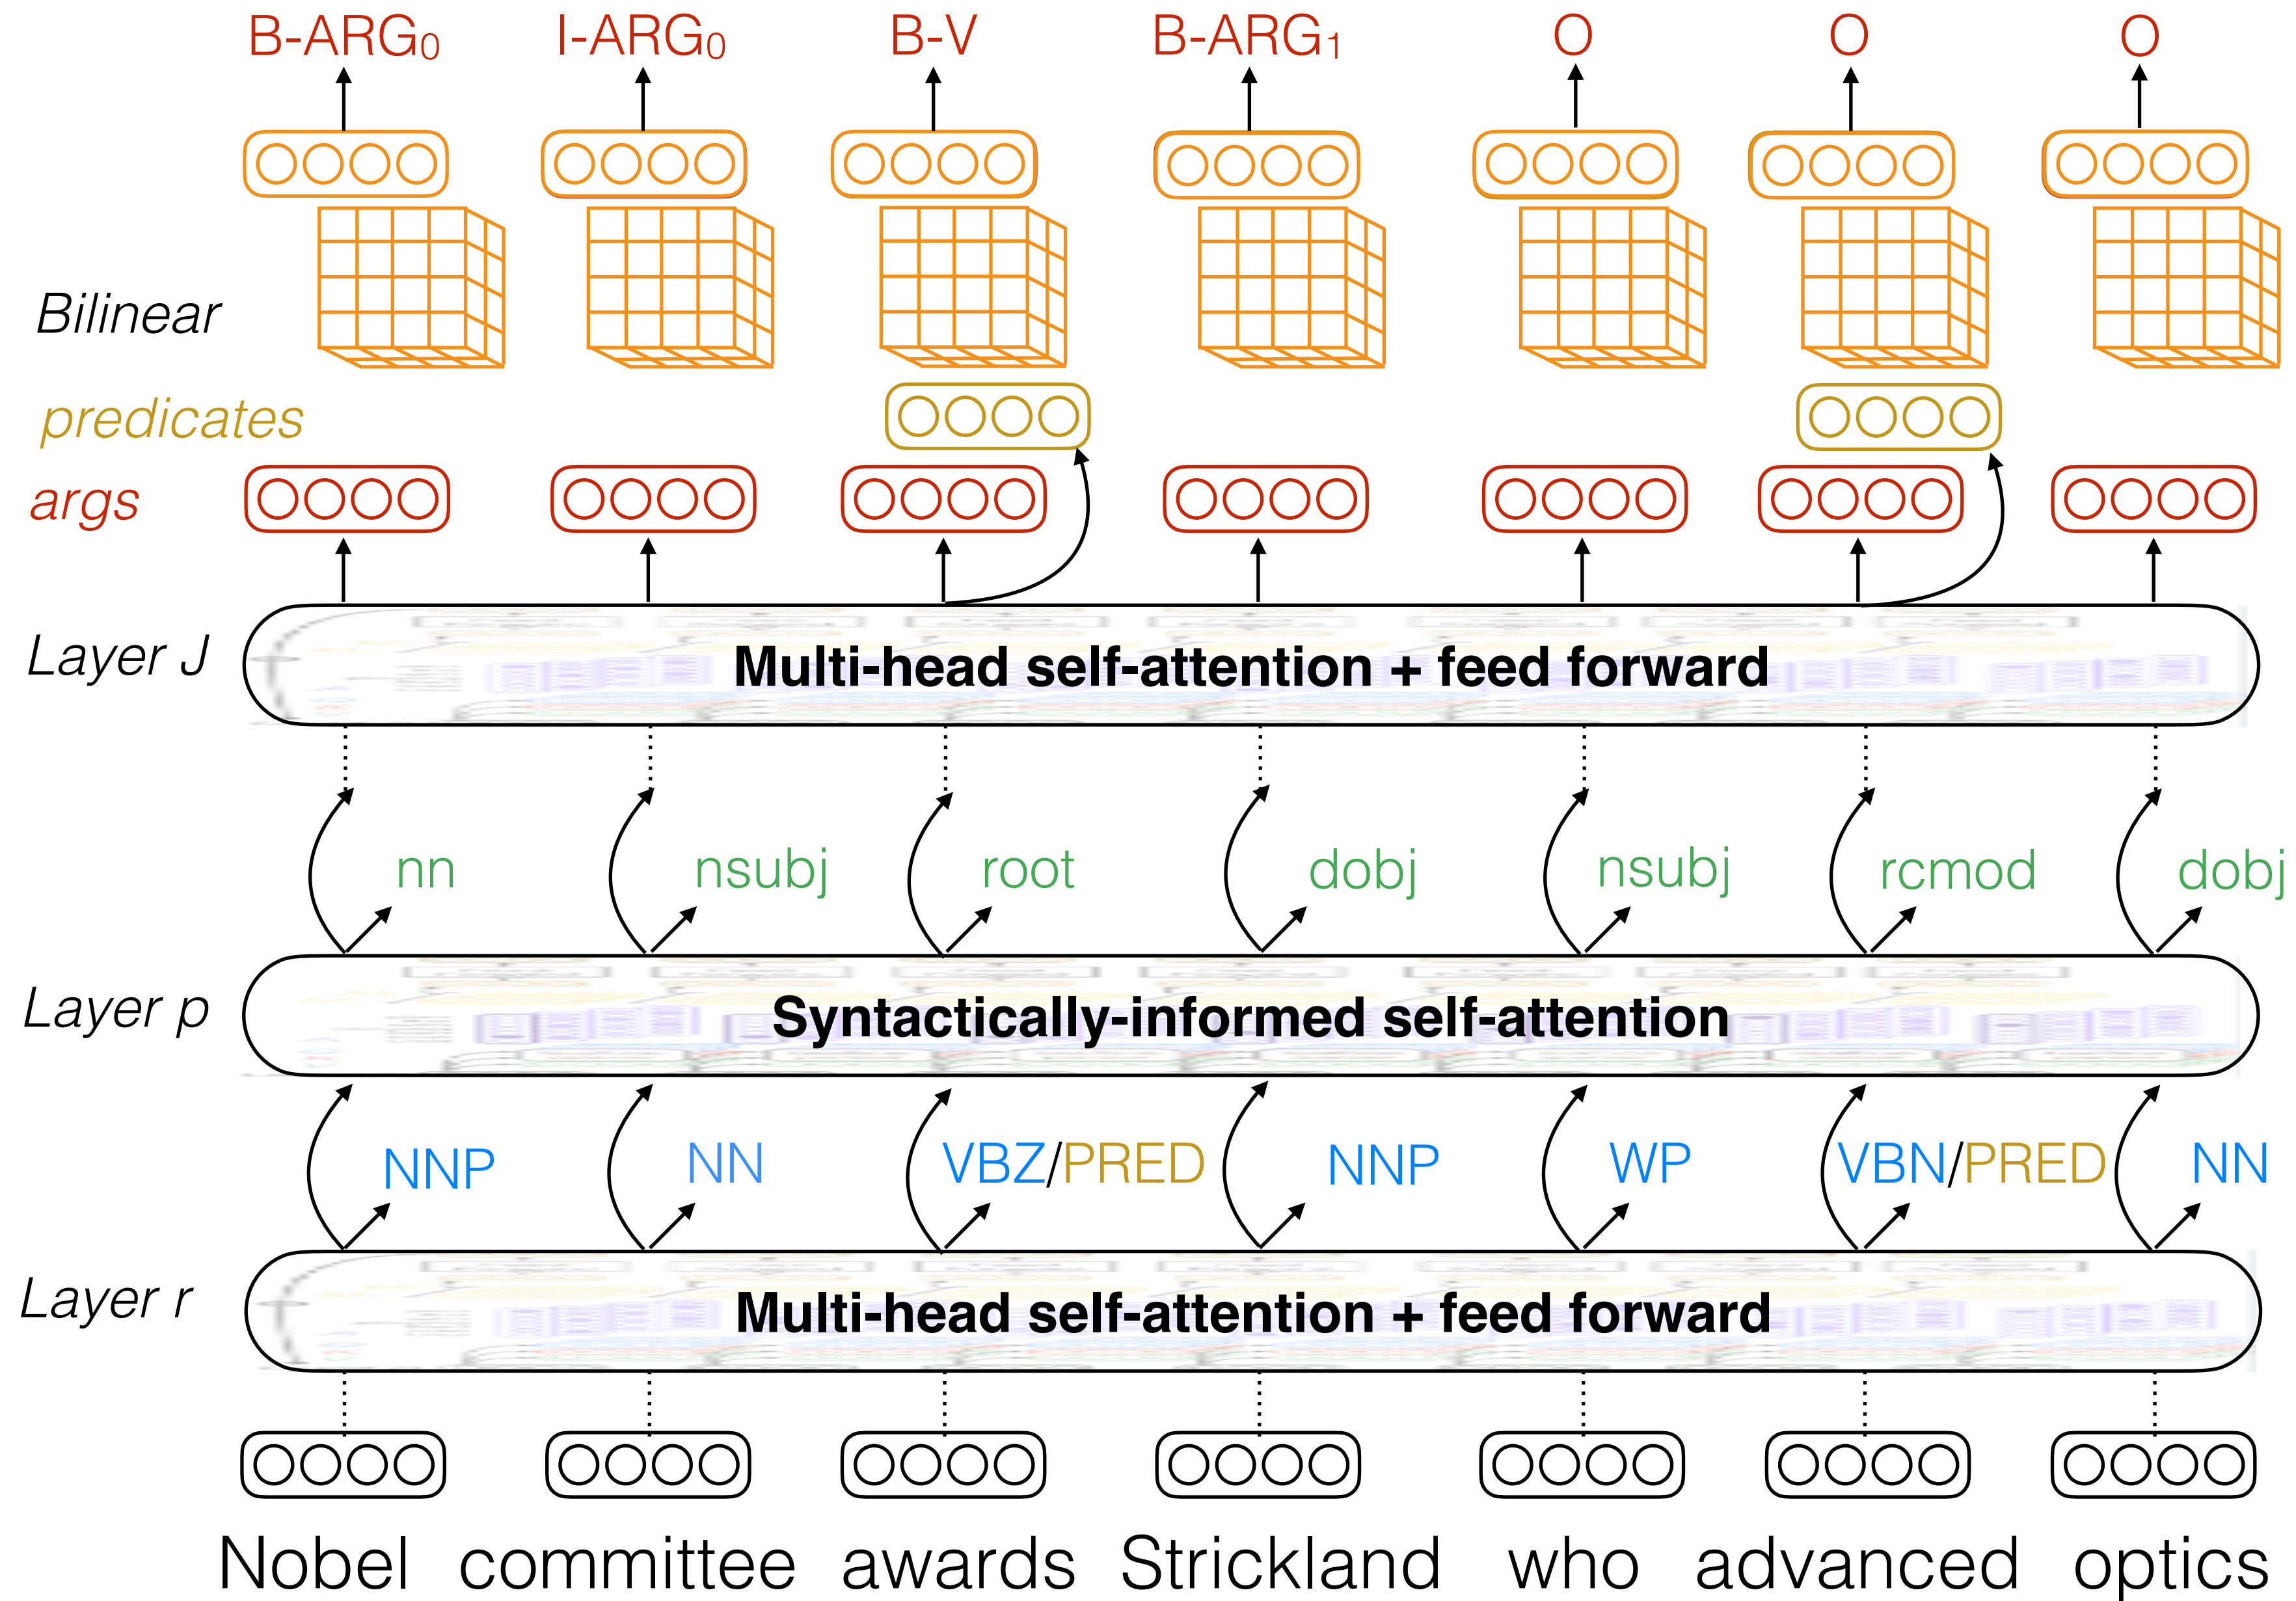 B-ARG₀ I-ARG₀ B-V B-ARG₁ O O O
Bilinear
predicates
args
Layer J Multi-head self-attention + feed forward
nn nsubj root dobj nsubj rcmod dobj
Layer p Syntactically-informed self-attention
NNP NN VBZ/PRED NNP WP VBN/PRED NN
Layer r Multi-head self-attention + feed forward
Nobel committee awards Strickland who advanced optics